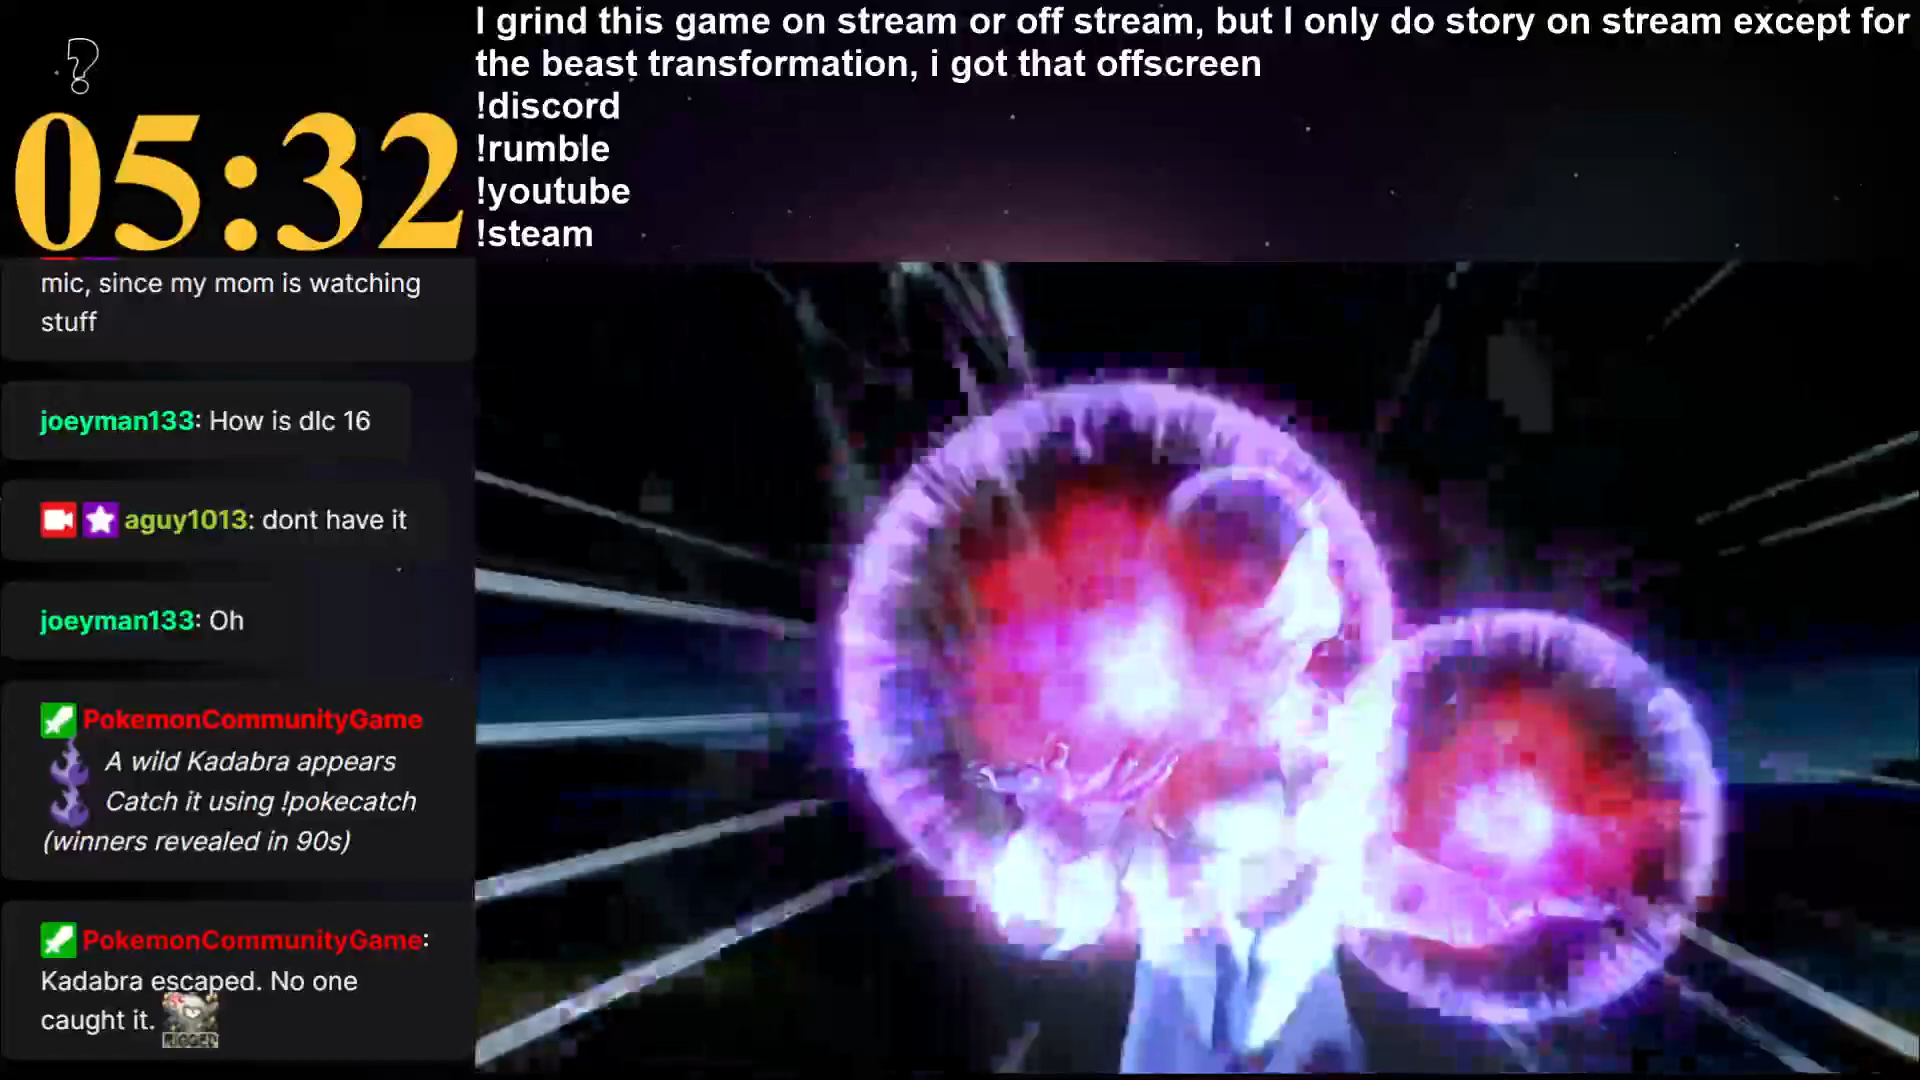 I grind this game on stream or off stream, but I only do story on stream except for
the beast transformation, i got that offscreen
!discord
!rumble
!youtube
!steam
?
05:32
mic, since my mom is watching
stuff
joeyman133: How is dlc 16
aguy1013: dont have it
joeyman133: Oh
PokemonCommunityGame
A wild Kadabra appears
Catch it using !pokecatch
(winners revealed in 90s)
PokemonCommunityGame:
Kadabra escaped. No one
caught it.
RIGGED